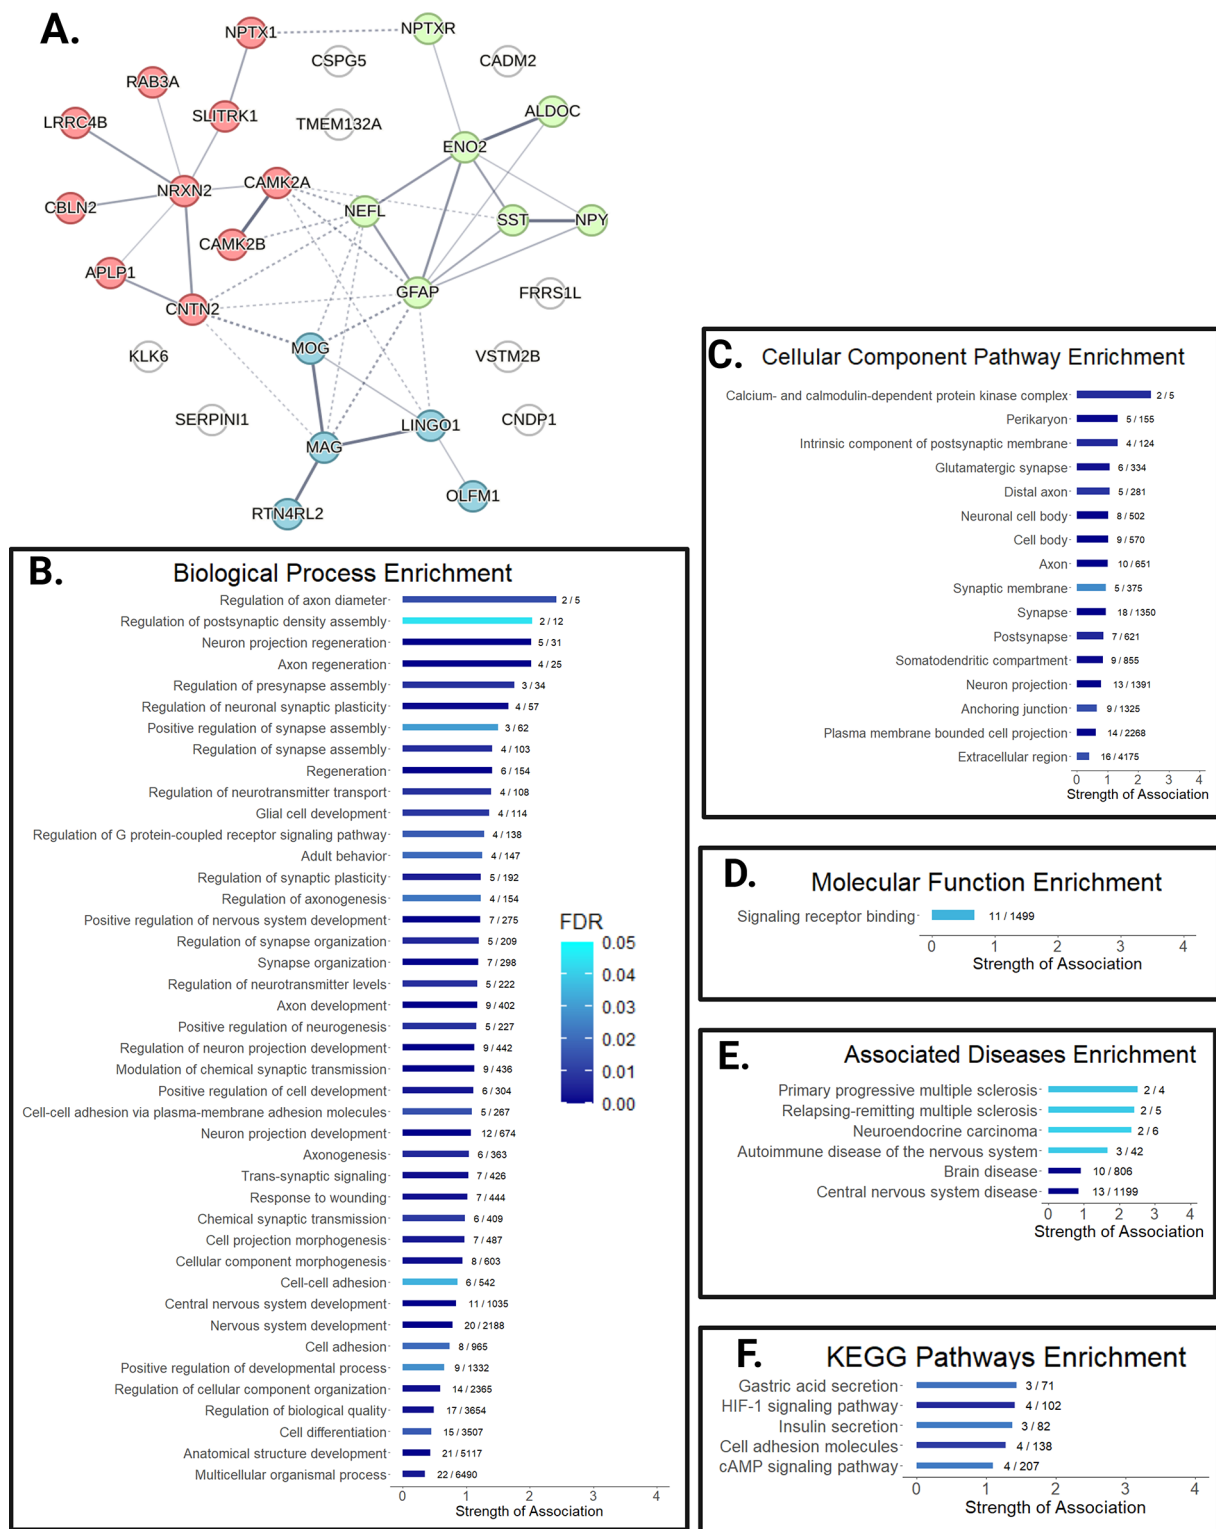 A.
NPTX1
NPTXR
CSPG5
CADM2
RAB3A
ALDOC
LRRC4B
SLITRK1
TMEM132A
ENO2
NRXN2
CAMK2A
CBLN2
NEFL
SST
NPY
CAMK2B
APLP1
GFAP
FRRS1L
CNTN2
KLK6
MOG
VSTM2B
SERPINI1
LINGO1
CNDP1
MAG
OLFM1
RTN4RL2
B.
Biological Process Enrichment
Regulation of axon diameter 2 / 5
Regulation of postsynaptic density assembly 2 / 12
Neuron projection regeneration 5 / 31
Axon regeneration 4 / 25
Regulation of presynapse assembly 3 / 34
Regulation of neuronal synaptic plasticity 4 / 57
Positive regulation of synapse assembly 3 / 62
Regulation of synapse assembly 4 / 103
Regeneration 6 / 154
Regulation of neurotransmitter transport 4 / 108
Glial cell development 4 / 114
Regulation of G protein-coupled receptor signaling pathway 4 / 138
Adult behavior 4 / 147
Regulation of synaptic plasticity 5 / 192
Regulation of axonogenesis 4 / 154
Positive regulation of nervous system development 7 / 275
Regulation of synapse organization 5 / 209
Synapse organization 7 / 298
Regulation of neurotransmitter levels 5 / 222
Axon development 9 / 402
Positive regulation of neurogenesis 5 / 227
Regulation of neuron projection development 9 / 442
Modulation of chemical synaptic transmission 9 / 436
Positive regulation of cell development 6 / 304
Cell-cell adhesion via plasma-membrane adhesion molecules 5 / 267
Neuron projection development 12 / 674
Axonogenesis 6 / 363
Trans-synaptic signaling 7 / 426
Response to wounding 7 / 444
Chemical synaptic transmission 6 / 409
Cell projection morphogenesis 7 / 487
Cellular component morphogenesis 8 / 603
Cell-cell adhesion 6 / 542
Central nervous system development 11 / 1035
Nervous system development 20 / 2188
Cell adhesion 8 / 965
Positive regulation of developmental process 9 / 1332
Regulation of cellular component organization 14 / 2365
Regulation of biological quality 17 / 3654
Cell differentiation 15 / 3507
Anatomical structure development 21 / 5117
Multicellular organismal process 22 / 6490
0 1 2 3 4
Strength of Association
FDR
0.05
0.04
0.03
0.02
0.01
0.00
C.
Cellular Component Pathway Enrichment
Calcium- and calmodulin-dependent protein kinase complex 2 / 5
Perikaryon 5 / 155
Intrinsic component of postsynaptic membrane 4 / 124
Glutamatergic synapse 6 / 334
Distal axon 5 / 281
Neuronal cell body 8 / 502
Cell body 9 / 570
Axon 10 / 651
Synaptic membrane 5 / 375
Synapse 18 / 1350
Postsynapse 7 / 621
Somatodendritic compartment 9 / 855
Neuron projection 13 / 1391
Anchoring junction 9 / 1325
Plasma membrane bounded cell projection 14 / 2268
Extracellular region 16 / 4175
0 1 2 3 4
Strength of Association
D.
Molecular Function Enrichment
Signaling receptor binding 11 / 1499
0 1 2 3 4
Strength of Association
E.
Associated Diseases Enrichment
Primary progressive multiple sclerosis 2 / 4
Relapsing-remitting multiple sclerosis 2 / 5
Neuroendocrine carcinoma 2 / 6
Autoimmune disease of the nervous system 3 / 42
Brain disease 10 / 806
Central nervous system disease 13 / 1199
0 1 2 3 4
Strength of Association
F.
KEGG Pathways Enrichment
Gastric acid secretion 3 / 71
HIF-1 signaling pathway 4 / 102
Insulin secretion 3 / 82
Cell adhesion molecules 4 / 138
cAMP signaling pathway 4 / 207
0 1 2 3 4
Strength of Association